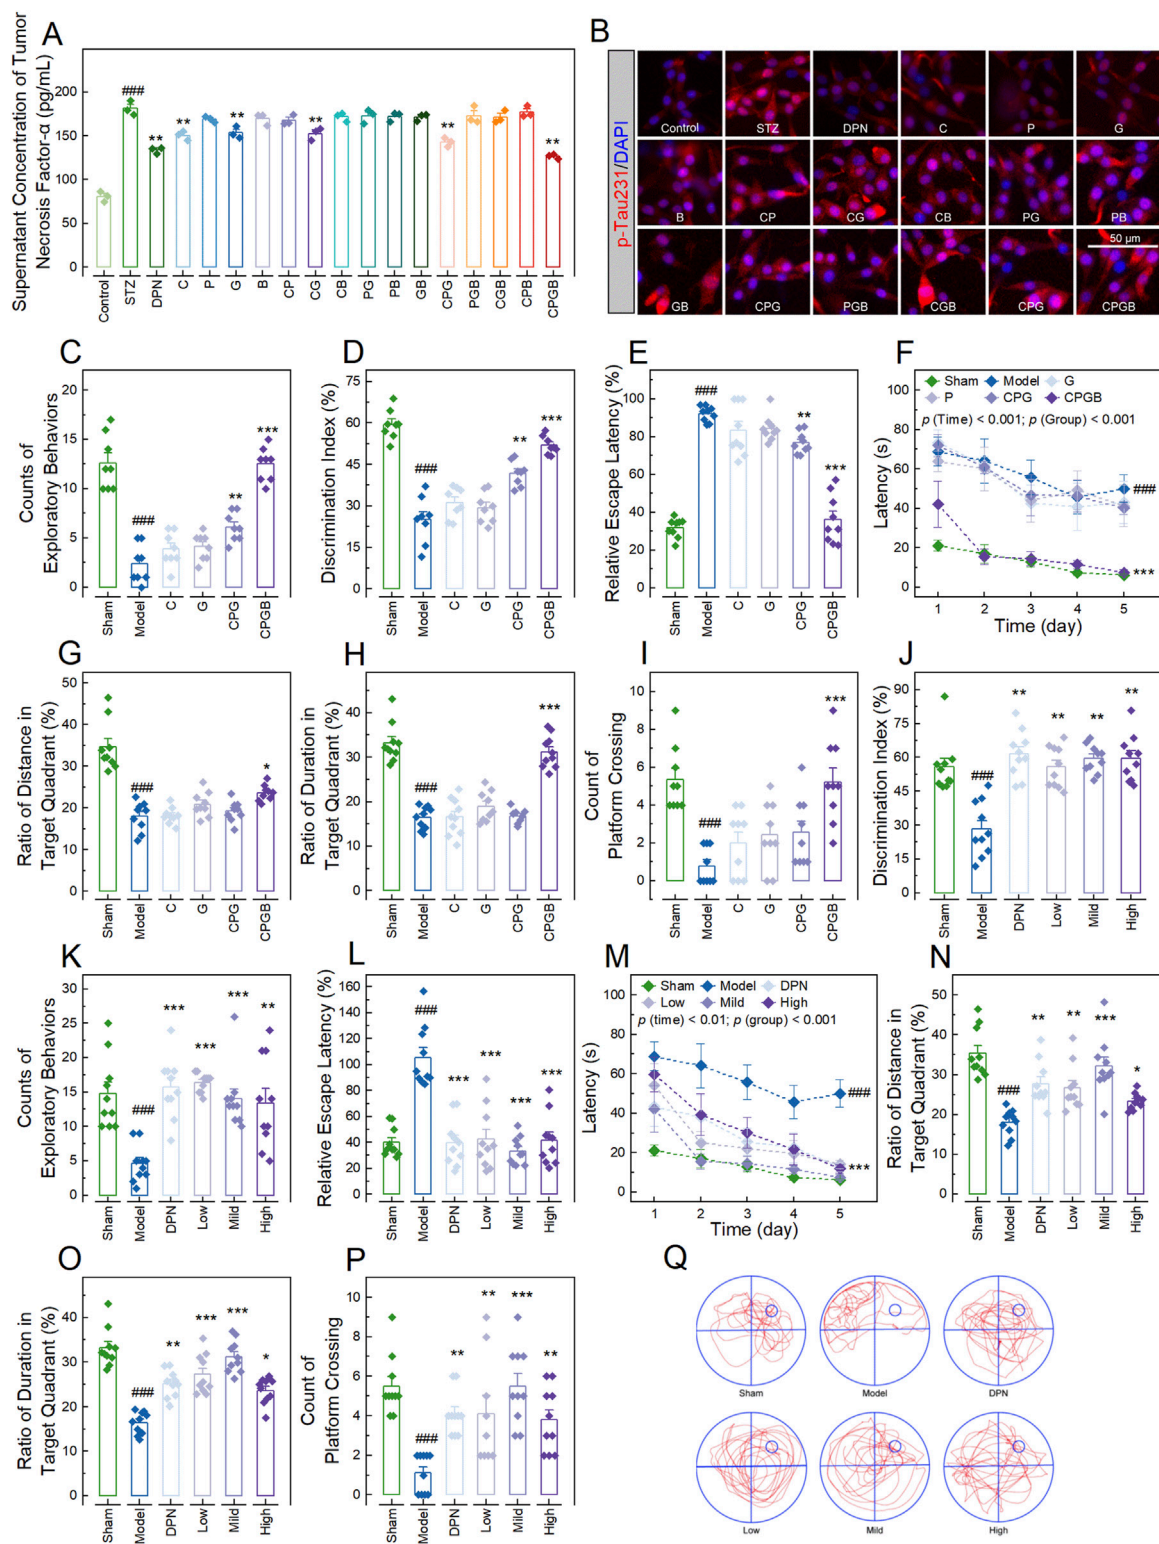 A
Supernatant Concentration of Tumor
Necrosis Factor-α (pg/mL)
250
200
150
100
50
0
###
**
**
**
**
**
**
Control
STZ
DPN
C
P
G
B
CP
CG
CB
PG
PB
GB
CPG
PGB
CGB
CPB
CPGB
B
p-Tau231/DAPI
Control
STZ
DPN
C
P
G
B
CP
CG
CB
PG
PB
50 μm
GB
CPG
PGB
CGB
CPG
CPGB
C
Counts of
Exploratory Behaviors
20
15
10
5
0
###
**
***
Sham
Model
C
G
CPG
CPGB
D
Discrimination Index (%)
75
60
45
30
15
0
###
**
***
Sham
Model
C
G
CPG
CPGB
E
Relative Escape Latency (%)
100
80
60
40
20
0
###
**
***
Sham
Model
C
G
CPG
CPGB
F
Latency (s)
100
80
60
40
20
0
Sham
Model
G
P
CPG
CPGB
p (Time) < 0.001; p (Group) < 0.001
###
***
1
2
3
4
5
Time (day)
G
Ratio of Distance in
Target Quadrant (%)
50
40
30
20
10
0
###
*
Sham
Model
C
G
CPG
CPGB
H
Ratio of Duration in
Target Quadrant (%)
40
30
20
10
0
###
***
Sham
Model
C
G
CPG
CPGB
I
Count of
Platform Crossing
10
8
6
4
2
0
###
***
Sham
Model
C
G
CPG
CPGB
J
Discrimination Index (%)
90
75
60
45
30
15
0
###
**
**
**
**
Sham
Model
DPN
Low
Mild
High
K
Counts of
Exploratory Behaviors
30
25
20
15
10
5
0
###
***
***
***
**
Sham
Model
DPN
Low
Mild
High
L
Relative Escape Latency (%)
160
140
120
100
80
60
40
20
0
###
***
***
***
***
Sham
Model
DPN
Low
Mild
High
M
Latency (s)
100
80
60
40
20
0
Sham
Model
DPN
Low
Mild
High
p (time) < 0.01; p (group) < 0.001
###
***
1
2
3
4
5
Time (day)
N
Ratio of Distance in
Target Quadrant (%)
50
40
30
20
10
0
###
**
**
***
*
Sham
Model
DPN
Low
Mild
High
O
Ratio of Duration in
Target Quadrant (%)
45
30
15
0
###
**
***
***
*
Sham
Model
DPN
Low
Mild
High
P
Count of
Platform Crossing
10
8
6
4
2
0
###
**
**
***
**
Sham
Model
DPN
Low
Mild
High
Q
Sham
Model
DPN
Low
Mild
High